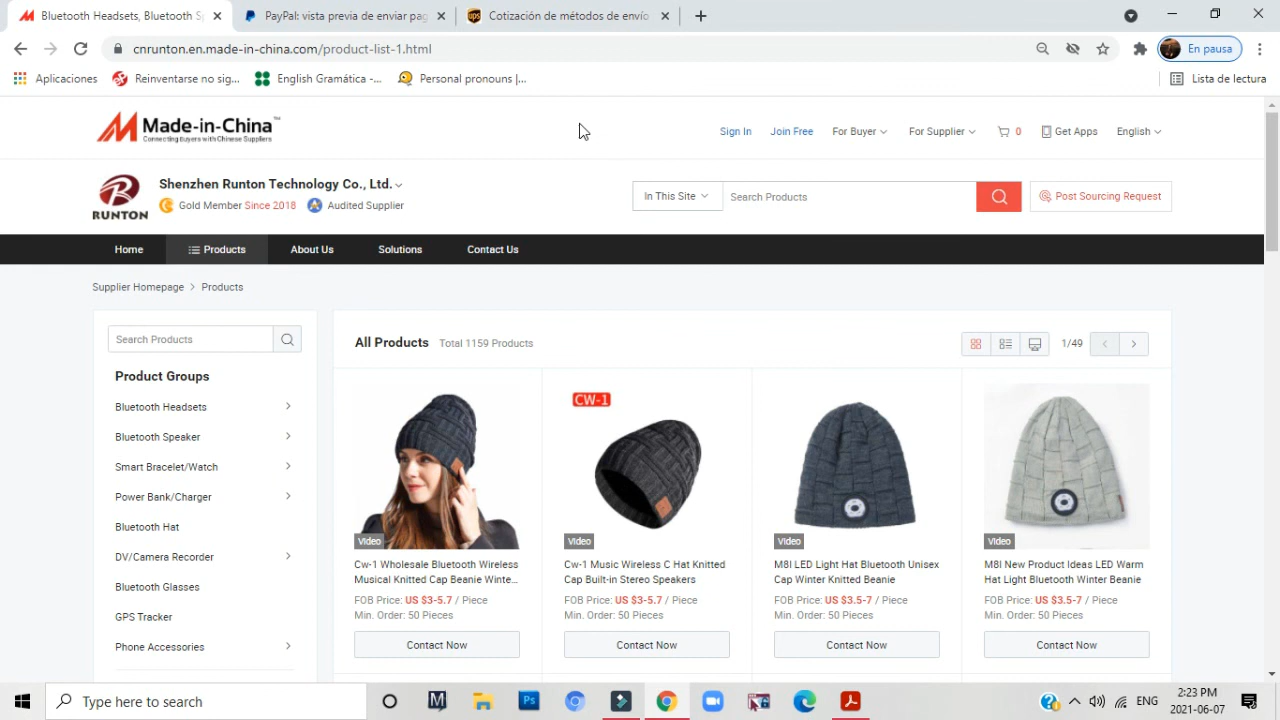 Bluetooth Headsets, Bluetooth S
PayPal: vista previa de enviar pag
Cotización de métodos de envío
cnrunton.en.made-in-china.com/product-list-1.html
En pausa
Aplicaciones
Reinventarse no sig...
English Gramática -...
Personal pronouns |...
Lista de lectura
Made-in-China™
Connecting Buyers with Chinese Suppliers
Sign In
Join Free
For Buyer
For Supplier
0
Get Apps
English
RUNTON
Shenzhen Runton Technology Co., Ltd.
Gold Member Since 2018
Audited Supplier
In This Site
Search Products
Post Sourcing Request
Home
Products
About Us
Solutions
Contact Us
Supplier Homepage > Products
Search Products
Product Groups
Bluetooth Headsets
Bluetooth Speaker
Smart Bracelet/Watch
Power Bank/Charger
Bluetooth Hat
DV/Camera Recorder
Bluetooth Glasses
GPS Tracker
Phone Accessories
All Products
Total 1159 Products
1/49
Video
Cw-1 Wholesale Bluetooth Wireless
Musical Knitted Cap Beanie Winte...
FOB Price: US $3-5.7 / Piece
Min. Order: 50 Pieces
Contact Now
CW-1
Video
Cw-1 Music Wireless C Hat Knitted
Cap Built-in Stereo Speakers
FOB Price: US $3-5.7 / Piece
Min. Order: 50 Pieces
Contact Now
Video
M8l LED Light Hat Bluetooth Unisex
Cap Winter Knitted Beanie
FOB Price: US $3.5-7 / Piece
Min. Order: 50 Pieces
Contact Now
Video
M8l New Product Ideas LED Warm
Hat Light Bluetooth Winter Beanie
FOB Price: US $3.5-7 / Piece
Min. Order: 50 Pieces
Contact Now
Type here to search
ENG
2:23 PM
2021-06-07